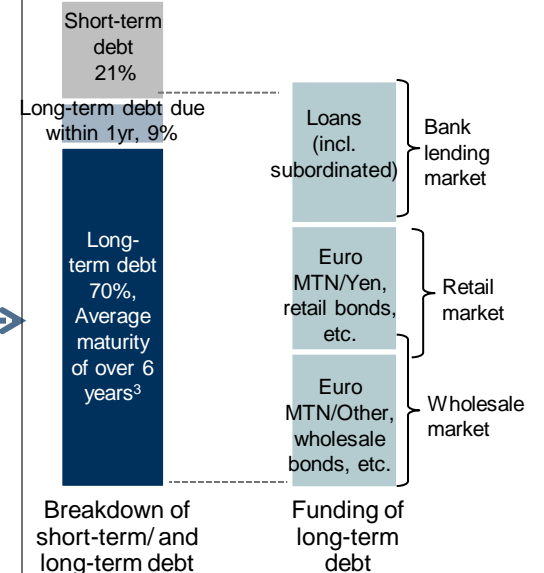 Short-term
debt
21%
Long-term debt due
within 1yr, 9%
Long-
term debt
70%,
Average
maturity
of over 6
years³
Breakdown of
short-term/ and
long-term debt
Loans
(incl.
subordinated)
Euro
MTN/Yen,
retail bonds,
etc.
Euro
MTN/Other,
wholesale
bonds, etc.
Funding of
long-term
debt
Bank
lending
market
Retail
market
Wholesale
market